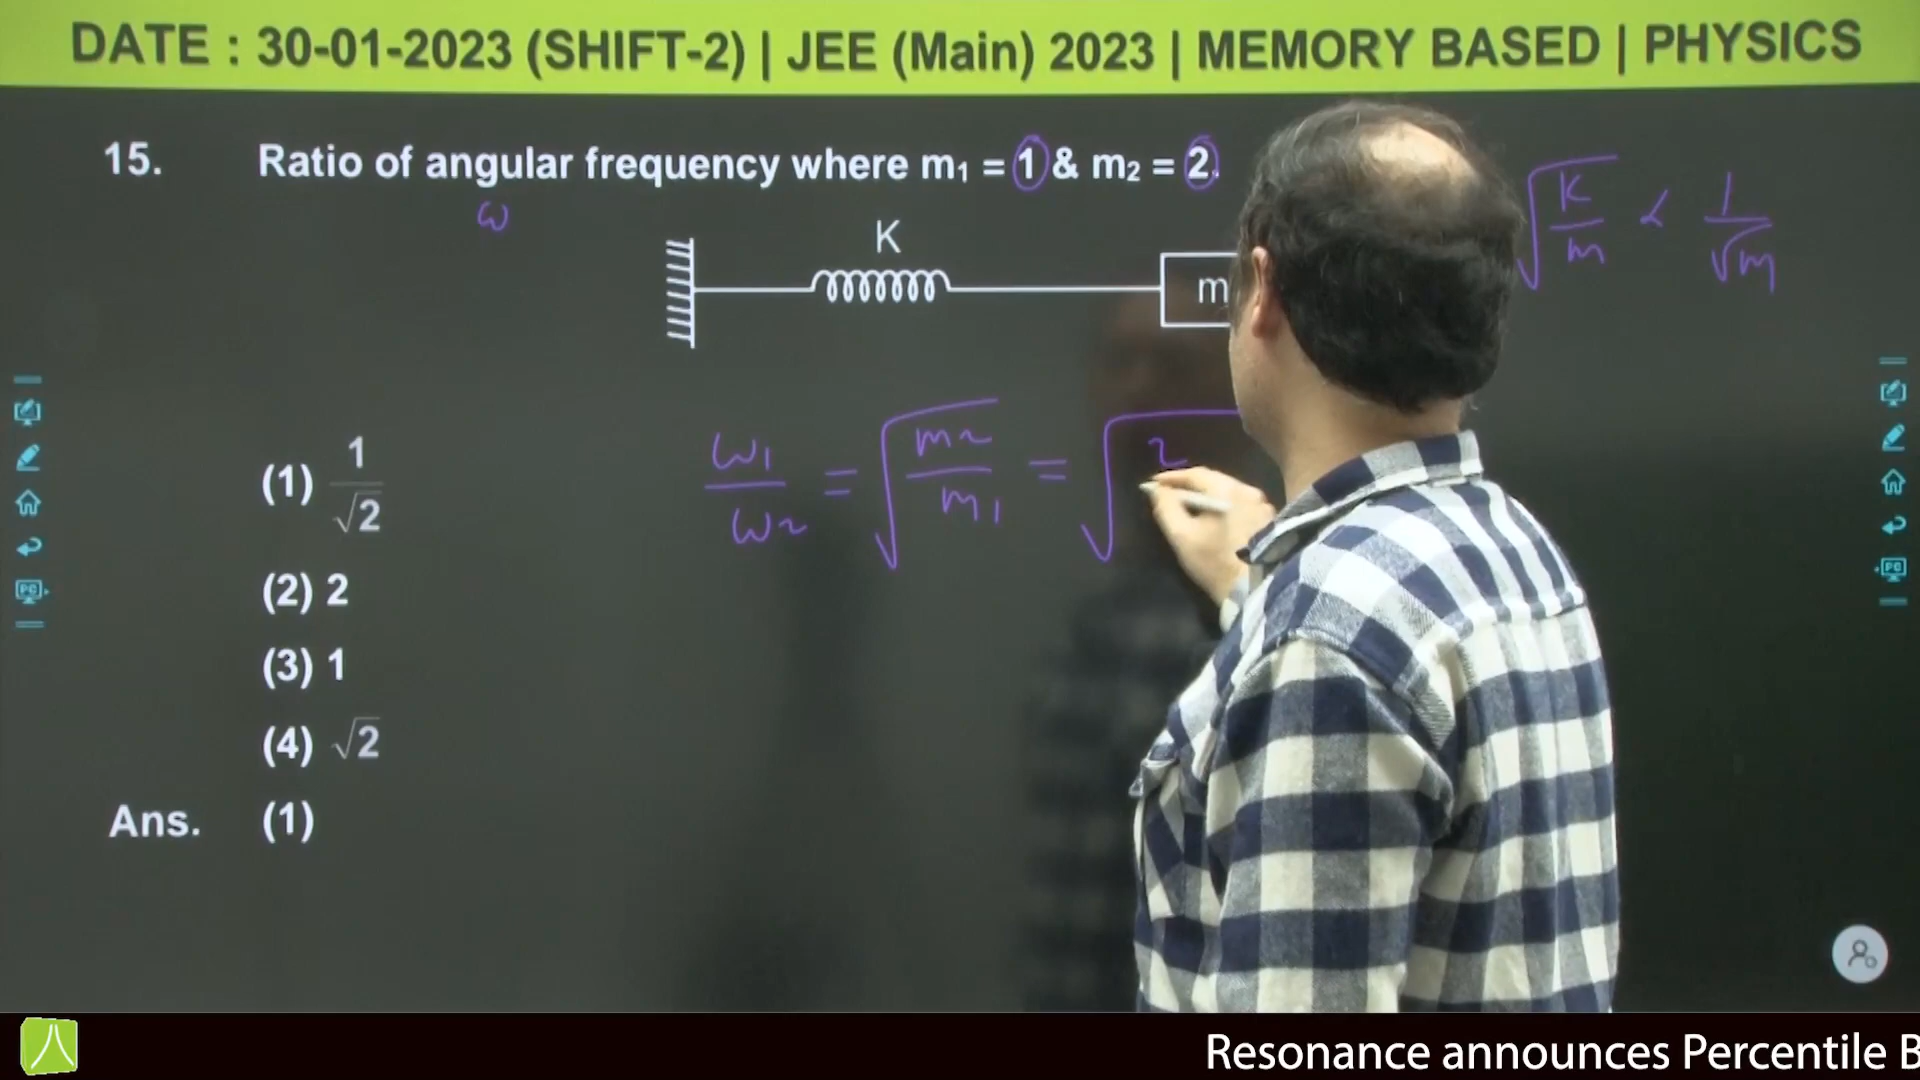 DATE : 30-01-2023 (SHIFT-2) | JEE (Main) 2023 | MEMORY BASED | PHYSICS
15. Ratio of angular frequency where m₁ = 1 & m₂ = 2.
ω
√(K/m) ∝ 1/√m
K
m
ω₁/ω₂ = √(m₂/m₁) = √2
(1) 1/√2
(2) 2
(3) 1
(4) √2
Ans. (1)
PC
PC
Resonance announces Percentile B